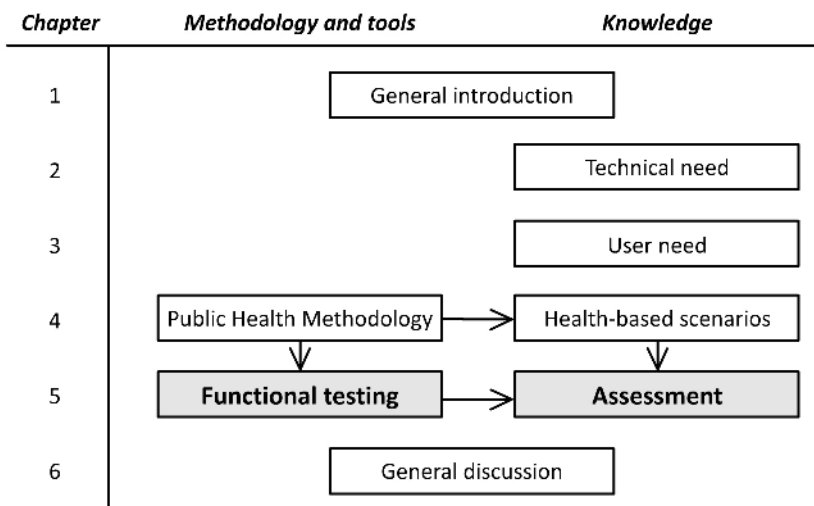 Chapter Methodology and tools Knowledge
1 General introduction
2 Technical need
3 User need
4 Public Health Methodology Health-based scenarios
5 Functional testing Assessment
6 General discussion